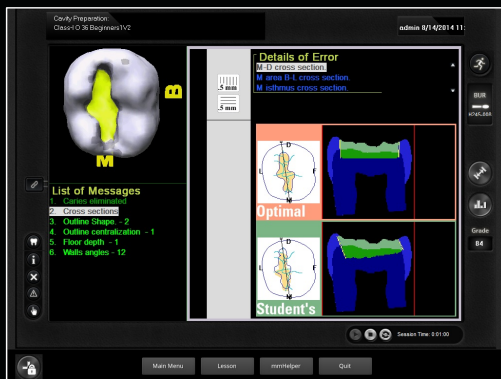 Cavity Preparation:
Class-I O 36 Beginners1V2
admin 8/14/2014 11:
B
M
.5 mm
.5 mm
Details of Error
M-D cross section.
M area B-L cross section.
M isthmus cross section.
BUR
H245-008
D
L
F
M
Optimal
List of Messages
1. Caries eliminated
2. Cross sections
3. Outline Shape. - 2
4. Outline centralization - 1
5. Floor depth - 1
6. Walls angles - 12
D
L
F
M
Student's
Grade
84
Session Time: 0:01:00
Main Menu
Lesson
mmHelper
Quit